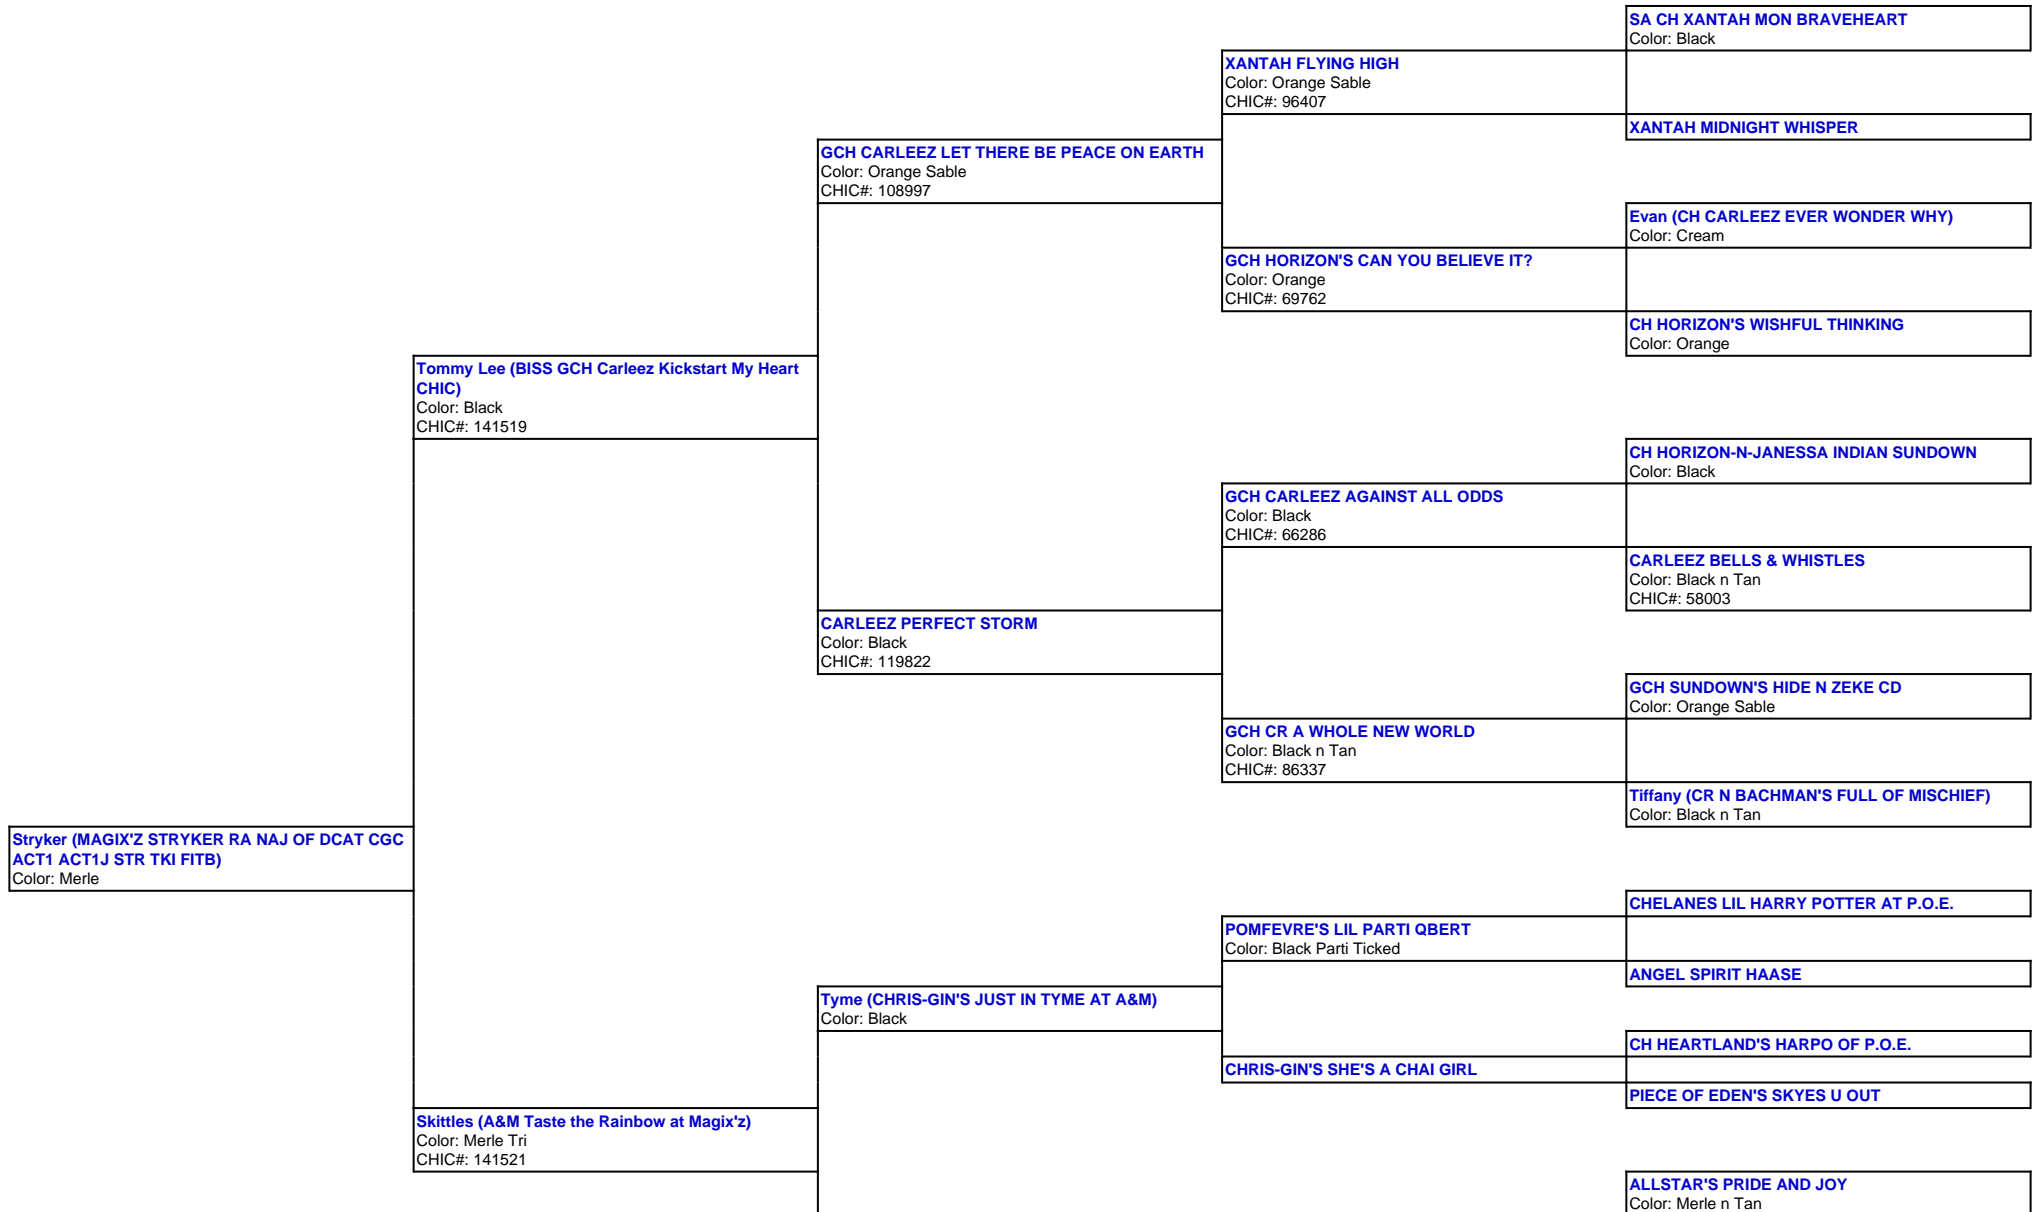 SA CH XANTAH MON BRAVEHEART
Color: Black
XANTAH FLYING HIGH
Color: Orange Sable
CHIC#: 96407
XANTAH MIDNIGHT WHISPER
GCH CARLEEZ LET THERE BE PEACE ON EARTH
Color: Orange Sable
CHIC#: 108997
Evan (CH CARLEEZ EVER WONDER WHY)
Color: Cream
GCH HORIZON'S CAN YOU BELIEVE IT?
Color: Orange
CHIC#: 69762
CH HORIZON'S WISHFUL THINKING
Color: Orange
Tommy Lee (BISS GCH Carleez Kickstart My Heart
CHIC)
Color: Black
CHIC#: 141519
CH HORIZON-N-JANESSA INDIAN SUNDOWN
Color: Black
GCH CARLEEZ AGAINST ALL ODDS
Color: Black
CHIC#: 66286
CARLEEZ BELLS & WHISTLES
Color: Black n Tan
CHIC#: 58003
CARLEEZ PERFECT STORM
Color: Black
CHIC#: 119822
GCH SUNDOWN'S HIDE N ZEKE CD
Color: Orange Sable
GCH CR A WHOLE NEW WORLD
Color: Black n Tan
CHIC#: 86337
Tiffany (CR N BACHMAN'S FULL OF MISCHIEF)
Color: Black n Tan
Stryker (MAGIX'Z STRYKER RA NAJ OF DCAT CGC
ACT1 ACT1J STR TKI FITB)
Color: Merle
CHELANES LIL HARRY POTTER AT P.O.E.
POMFEVRE'S LIL PARTI QBERT
Color: Black Parti Ticked
ANGEL SPIRIT HAASE
Tyme (CHRIS-GIN'S JUST IN TYME AT A&M)
Color: Black
CH HEARTLAND'S HARPO OF P.O.E.
CHRIS-GIN'S SHE'S A CHAI GIRL
PIECE OF EDEN'S SKYES U OUT
Skittles (A&M Taste the Rainbow at Magix'z)
Color: Merle Tri
CHIC#: 141521
ALLSTAR'S PRIDE AND JOY
Color: Merle n Tan